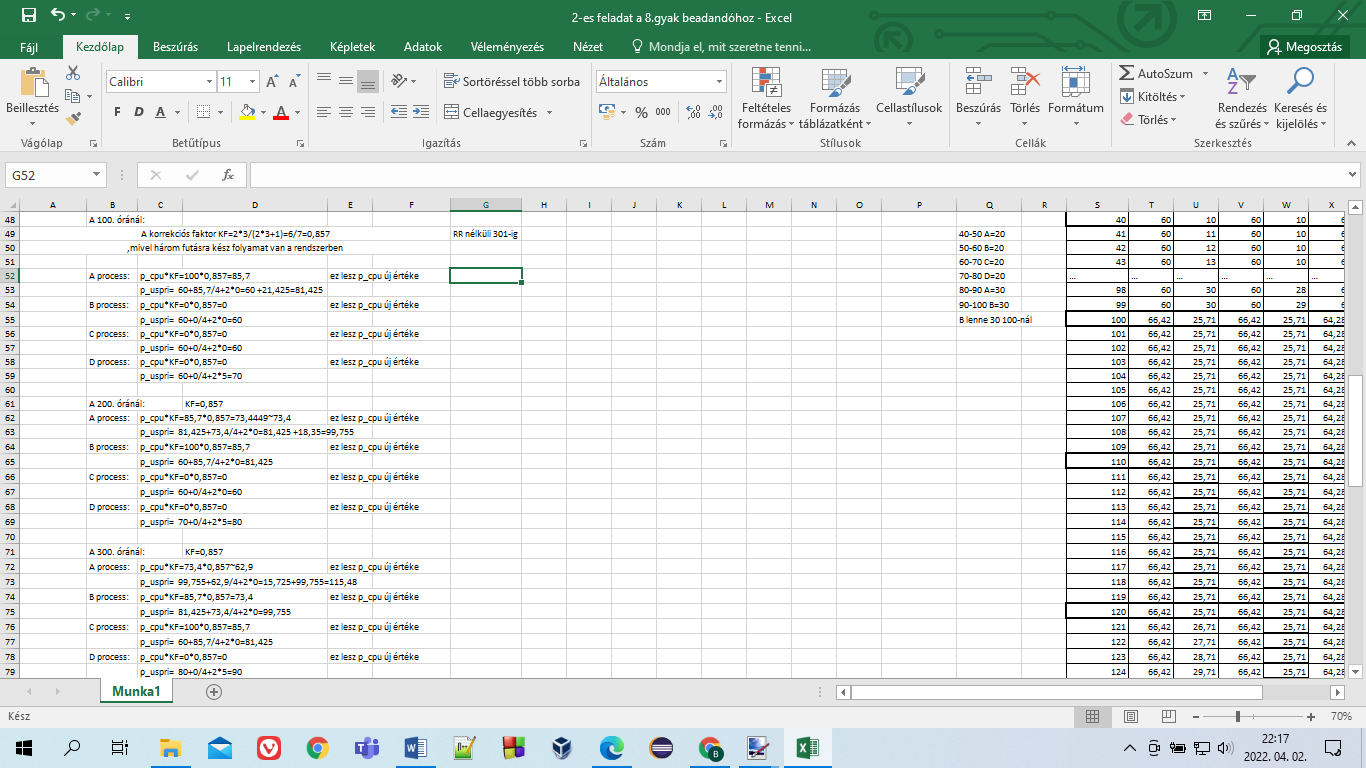 2-es feladat a 8.gyak beadandóhoz - Excel
Fájl Kezdőlap Beszúrás Lapelrendezés Képletek Adatok Véleményezés Nézet Mondja el, mit szeretne tenni... Megosztás
Beillesztés
Calibri 11
F D A
Sortöréssel több sorba
Cellaegyesítés
Általános
% 000
Feltételes formázás
Formázás táblázatként
Cellastílusok
Beszúrás Törlés Formátum
AutoSzum
Kitöltés
Törlés
Rendezés és szűrés
Keresés és kijelölés
Vágólap Betűtípus Igazítás Szám Stílusok Cellák Szerkesztés
G52 fx
A B C D E F G H I J K L M N O P Q R S T U V W X
48 A 100. óránál: 40 60 10 60 10 6
49 A korrekciós faktor KF=2*3/(2*3+1)=6/7=0,857 RR nélküli 301-ig 40-50 A=20 41 60 11 60 10 6
50 ,mivel három futásra kész folyamat van a rendszerben 50-60 B=20 42 60 12 60 10 6
51 60-70 C=20 43 60 13 60 10 6
52 A process: p_cpu*KF=100*0,857=85,7 ez lesz p_cpu új értéke 70-80 D=20 ... ... ... ... ... ...
53 p_uspri= 60+85,7/4+2*0=60 +21,425=81,425 80-90 A=30 98 60 30 60 28 6
54 B process: p_cpu*KF=0*0,857=0 ez lesz p_cpu új értéke 90-100 B=30 99 60 30 60 29 6
55 p_uspri= 60+0/4+2*0=60 B lenne 30 100-nál 100 66,42 25,71 66,42 25,71 64,28
56 C process: p_cpu*KF=0*0,857=0 ez lesz p_cpu új értéke 101 66,42 25,71 66,42 25,71 64,28
57 p_uspri= 60+0/4+2*0=60 102 66,42 25,71 66,42 25,71 64,28
58 D process: p_cpu*KF=0*0,857=0 ez lesz p_cpu új értéke 103 66,42 25,71 66,42 25,71 64,28
59 p_uspri= 60+0/4+2*5=70 104 66,42 25,71 66,42 25,71 64,28
60 105 66,42 25,71 66,42 25,71 64,28
61 A 200. óránál: KF=0,857 106 66,42 25,71 66,42 25,71 64,28
62 A process: p_cpu*KF=85,7*0,857=73,4449~73,4 ez lesz p_cpu új értéke 107 66,42 25,71 66,42 25,71 64,28
63 p_uspri= 81,425+73,4/4+2*0=81,425 +18,35=99,755 108 66,42 25,71 66,42 25,71 64,28
64 B process: p_cpu*KF=100*0,857=85,7 ez lesz p_cpu új értéke 109 66,42 25,71 66,42 25,71 64,28
65 p_uspri= 60+85,7/4+2*0=81,425 110 66,42 25,71 66,42 25,71 64,28
66 C process: p_cpu*KF=0*0,857=0 ez lesz p_cpu új értéke 111 66,42 25,71 66,42 25,71 64,28
67 p_uspri= 60+0/4+2*0=60 112 66,42 25,71 66,42 25,71 64,28
68 D process: p_cpu*KF=0*0,857=0 ez lesz p_cpu új értéke 113 66,42 25,71 66,42 25,71 64,28
69 p_uspri= 70+0/4+2*5=80 114 66,42 25,71 66,42 25,71 64,28
70 115 66,42 25,71 66,42 25,71 64,28
71 A 300. óránál: KF=0,857 116 66,42 25,71 66,42 25,71 64,28
72 A process: p_cpu*KF=73,4*0,857~62,9 ez lesz p_cpu új értéke 117 66,42 25,71 66,42 25,71 64,28
73 p_uspri= 99,755+62,9/4+2*0=15,725+99,755=115,48 118 66,42 25,71 66,42 25,71 64,28
74 B process: p_cpu*KF=85,7*0,857=73,4 ez lesz p_cpu új értéke 119 66,42 25,71 66,42 25,71 64,28
75 p_uspri= 81,425+73,4/4+2*0=99,755 120 66,42 25,71 66,42 25,71 64,28
76 C process: p_cpu*KF=100*0,857=85,7 ez lesz p_cpu új értéke 121 66,42 26,71 66,42 25,71 64,28
77 p_uspri= 60+85,7/4+2*0=81,425 122 66,42 27,71 66,42 25,71 64,28
78 D process: p_cpu*KF=0*0,857=0 ez lesz p_cpu új értéke 123 66,42 28,71 66,42 25,71 64,28
79 p_uspri= 80+0/4+2*5=90 124 66,42 29,71 66,42 25,71 64,28
Munka1
Kész 70%
22:17
2022. 04. 02.